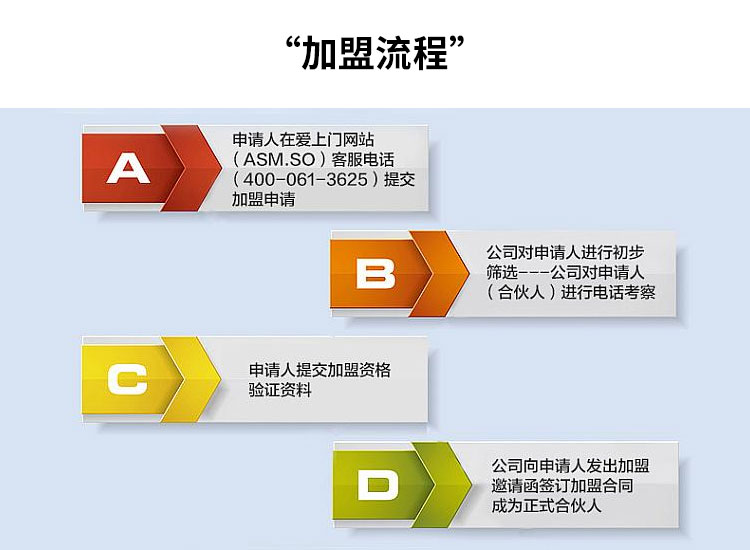 “加盟流程”
A
申请人在爱上门网站
（ASM.SO）客服电话
（400-061-3625）提交
加盟申请
B
公司对申请人进行初步
筛选---公司对申请人
（合伙人）进行电话考察
C
申请人提交加盟资格
验证资料
D
公司向申请人发出加盟
邀请函签订加盟合同
成为正式合伙人